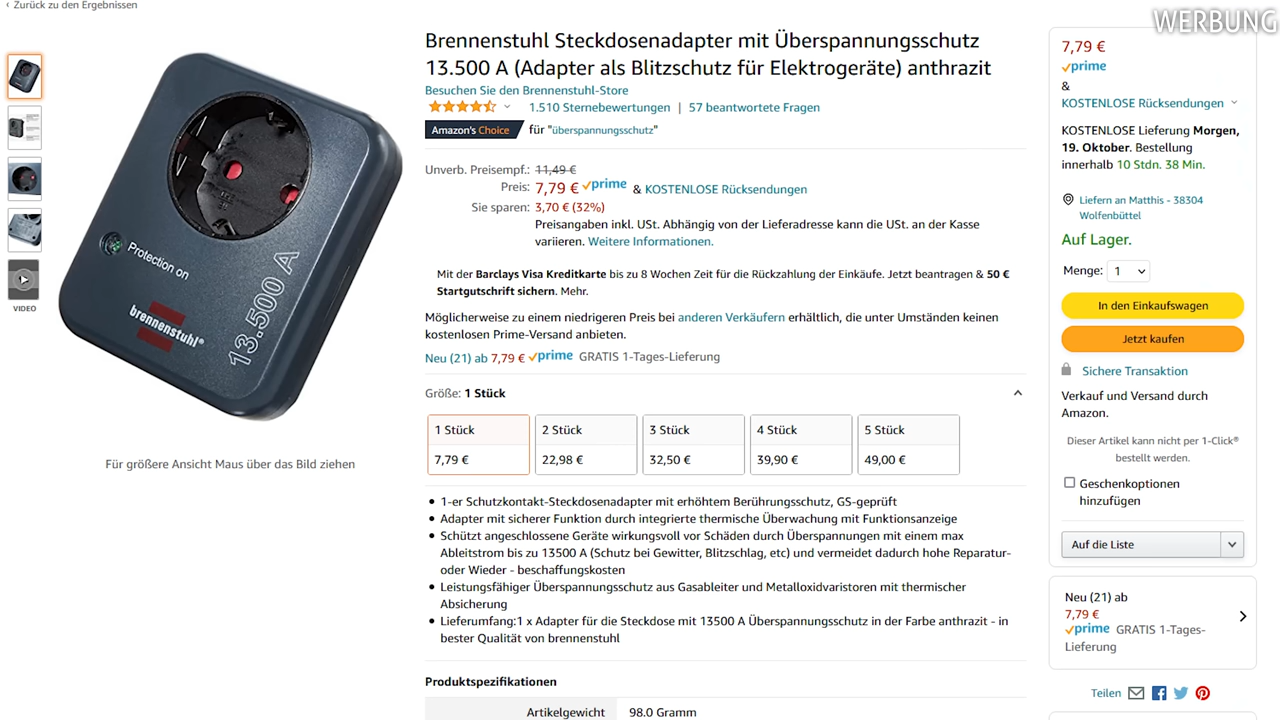 ‹ Zurück zu den Ergebnissen
WERBUNG
VIDEO
Protection on
brennenstuhl®
13.500 A
Für größere Ansicht Maus über das Bild ziehen
Brennenstuhl Steckdosenadapter mit Überspannungsschutz
13.500 A (Adapter als Blitzschutz für Elektrogeräte) anthrazit
Besuchen Sie den Brennenstuhl-Store
1.510 Sternebewertungen | 57 beantwortete Fragen
Amazon's Choice für "überspannungsschutz"
Unverb. Preisempf.: 11,49 €
Preis: 7,79 € prime & KOSTENLOSE Rücksendungen
Sie sparen: 3,70 € (32%)
Preisangaben inkl. USt. Abhängig von der Lieferadresse kann die USt. an der Kasse
variieren. Weitere Informationen.
Mit der Barclays Visa Kreditkarte bis zu 8 Wochen Zeit für die Rückzahlung der Einkäufe. Jetzt beantragen & 50 €
Startgutschrift sichern. Mehr.
Möglicherweise zu einem niedrigeren Preis bei anderen Verkäufern erhältlich, die unter Umständen keinen
kostenlosen Prime-Versand anbieten.
Neu (21) ab 7,79 € prime GRATIS 1-Tages-Lieferung
Größe: 1 Stück
1 Stück 2 Stück 3 Stück 4 Stück 5 Stück
7,79 € 22,98 € 32,50 € 39,90 € 49,00 €
• 1-er Schutzkontakt-Steckdosenadapter mit erhöhtem Berührungsschutz, GS-geprüft
• Adapter mit sicherer Funktion durch integrierte thermische Überwachung mit Funktionsanzeige
• Schützt angeschlossene Geräte wirkungsvoll vor Schäden durch Überspannungen mit einem max
Ableitstrom bis zu 13500 A (Schutz bei Gewitter, Blitzschlag, etc) und vermeidet dadurch hohe Reparatur-
oder Wieder - beschaffungskosten
• Leistungsfähiger Überspannungsschutz aus Gasableiter und Metalloxidvaristoren mit thermischer
Absicherung
• Lieferumfang:1 x Adapter für die Steckdose mit 13500 A Überspannungsschutz in der Farbe anthrazit - in
bester Qualität von brennenstuhl
Produktspezifikationen
Artikelgewicht 98.0 Gramm
7,79 €
prime
&
KOSTENLOSE Rücksendungen
KOSTENLOSE Lieferung Morgen,
19. Oktober. Bestellung
innerhalb 10 Stdn. 38 Min.
Liefern an Matthis - 38304
Wolfenbüttel
Auf Lager.
Menge: 1
In den Einkaufswagen
Jetzt kaufen
Sichere Transaktion
Verkauf und Versand durch
Amazon.
Dieser Artikel kann nicht per 1-Click®
bestellt werden.
Geschenkoptionen
hinzufügen
Auf die Liste
Neu (21) ab
7,79 €
prime GRATIS 1-Tages-
Lieferung
Teilen